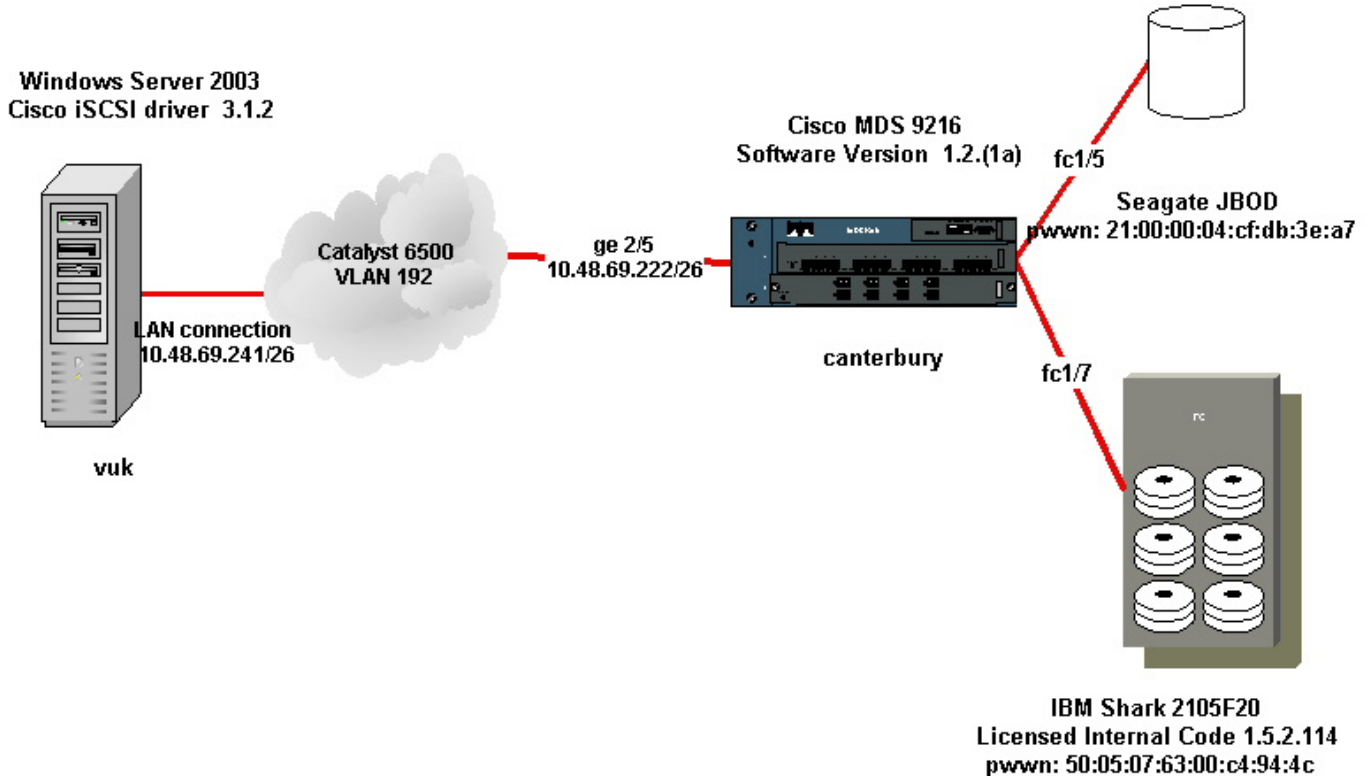 Windows Server 2003
Cisco iSCSI driver 3.1.2
Cisco MDS 9216
Software Version 1.2.(1a)
fc1/5
Seagate JBOD
pwwn: 21:00:00:04:cf:db:3e:a7
Catalyst 6500
VLAN 192
ge 2/5
10.48.69.222/26
LAN connection
10.48.69.241/26
canterbury
fc1/7
vuk
IBM Shark 2105F20
Licensed Internal Code 1.5.2.114
pwwn: 50:05:07:63:00:c4:94:4c